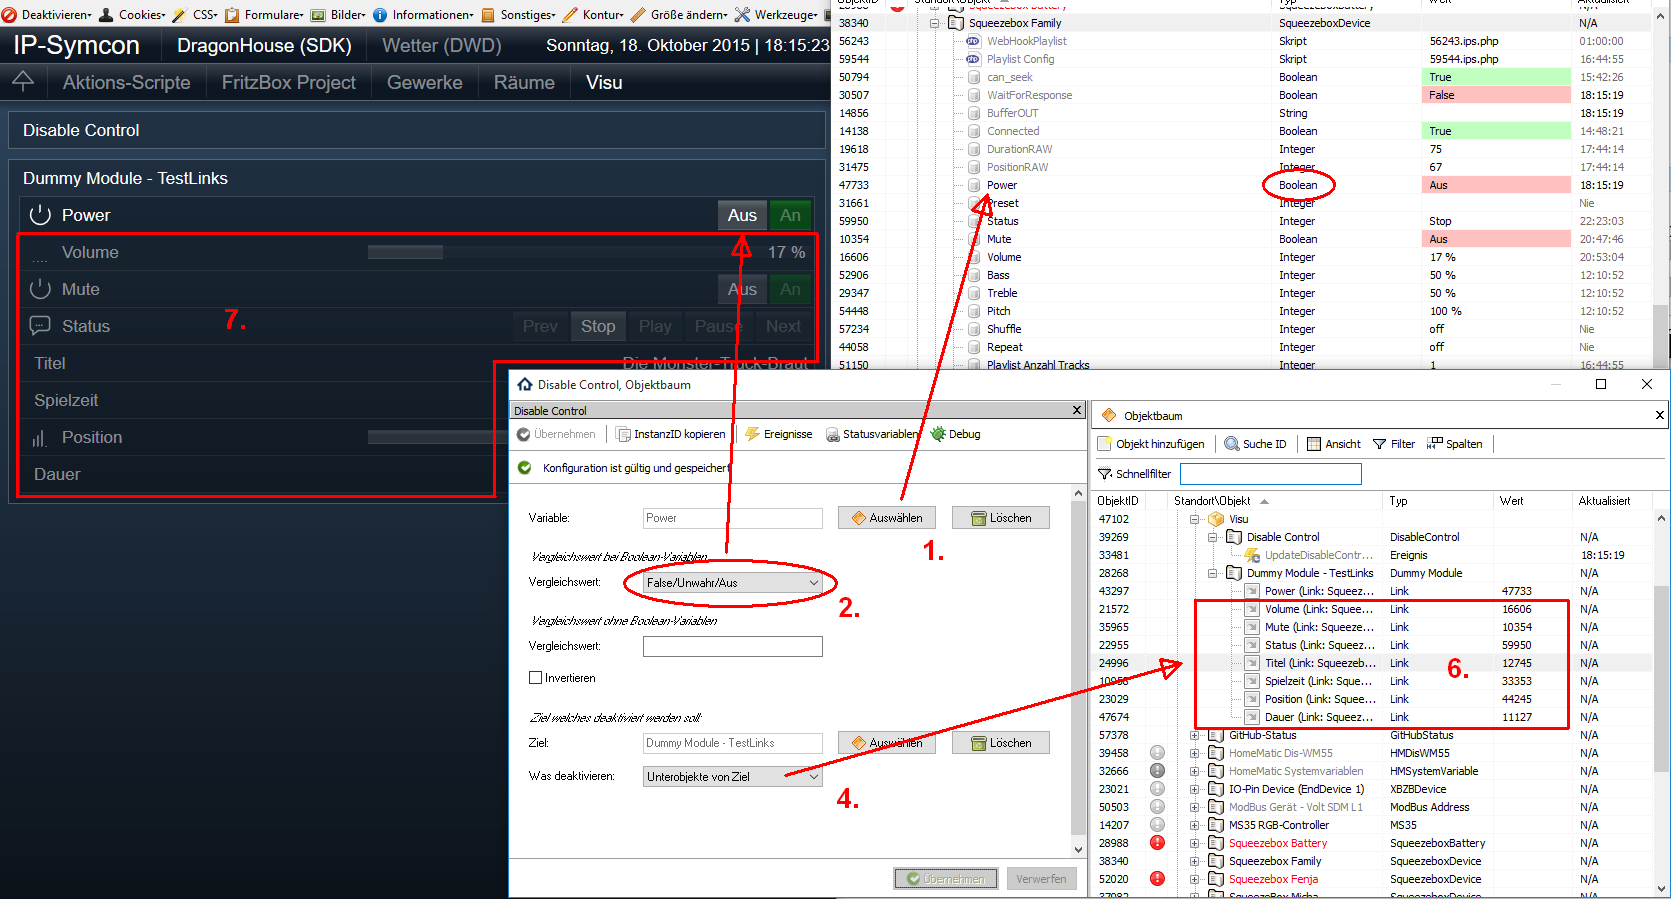 Deaktivieren▾ Cookies▾ CSS▾ Formulare▾ Bilder▾ Informationen▾ Sonstiges▾ Kontur▾ Größe ändern▾ Werkzeuge▾
IP-Symcon DragonHouse (SDK) Wetter (DWD) Sonntag, 18. Oktober 2015 | 18:15:23
Aktions-Scripte FritzBox Project Gewerke Räume Visu
Disable Control
Dummy Module - TestLinks
Power Aus An
Volume 17 %
Mute Aus An
7.
Status Prev Stop Play Pause Next
Titel Die Monster-Truck-Braut
Spielzeit
Position
Dauer
38340 Squeezebox Family SqueezeboxDevice N/A
56243 WebHookPlaylist Skript 56243.ips.php 01:00:00
59544 Playlist Config Skript 59544.ips.php 16:44:55
50794 can_seek Boolean True 15:42:26
30507 WaitForResponse Boolean False 18:15:19
14856 BufferOUT String 18:15:19
14138 Connected Boolean True 14:48:21
19618 DurationRAW Integer 75 17:44:14
31475 PositionRAW Integer 67 17:44:14
47733 Power Boolean Aus 18:15:19
31661 Preset Integer Nie
59950 Status Integer Stop 22:23:03
10354 Mute Boolean Aus 20:47:46
16606 Volume Integer 17 % 20:53:04
52906 Bass Integer 50 % 12:10:52
29347 Treble Integer 50 % 12:10:52
54448 Pitch Integer 100 % 12:10:52
57234 Shuffle Integer off Nie
44058 Repeat Integer off Nie
51150 Playlist Anzahl Tracks Integer 1 16:44:55
Disable Control, Objektbaum
Disable Control X
Übernehmen InstanzID kopieren Ereignisse Statusvariablen Debug
Konfiguration ist gültig und gespeichert
Variable: Power Auswählen Löschen
1.
Vergleichswert bei Boolean-Variablen
Vergleichswert: False/Unwahr/Aus
2.
Vergleichswert ohne Boolean-Variablen
Vergleichswert:
Invertieren
Ziel welches deaktiviert werden soll:
Ziel: Dummy Module - TestLinks Auswählen Löschen
Was deaktivieren: Unterobjekte von Ziel
4.
Übernehmen Verwerfen
Objektbaum X
Objekt hinzufügen Suche ID Ansicht Filter Spalten
Schnellfilter
ObjektID Standort\Objekt Typ Wert Aktualisiert
47102 Visu
39269 Disable Control DisableControl N/A
33481 UpdateDisableContr... Ereignis 18:15:19
28268 Dummy Module - TestLinks Dummy Module N/A
43297 Power (Link: Squeez... Link 47733 N/A
21572 Volume (Link: Squee... Link 16606 N/A
35965 Mute (Link: Squeeze... Link 10354 N/A
22955 Status (Link: Squeez... Link 59950 N/A
24996 Titel (Link: Squeezeb... Link 12745 N/A
6.
10958 Spielzeit (Link: Sque... Link 33353 N/A
23029 Position (Link: Squee... Link 44245 N/A
47674 Dauer (Link: Squeez... Link 11127 N/A
57378 GitHub-Status GitHubStatus N/A
39458 HomeMatic Dis-WM55 HMDisWM55 N/A
32666 HomeMatic Systemvariablen HMSystemVariable N/A
23021 IO-Pin Device (EndDevice 1) XBZBDevice N/A
50503 ModBus Gerät - Volt SDM L1 ModBus Address N/A
14207 MS35 RGB-Controller MS35 N/A
28988 Squeezebox Battery SqueezeboxBattery N/A
38340 Squeezebox Family SqueezeboxDevice N/A
52020 Squeezebox Fenja SqueezeboxDevice N/A